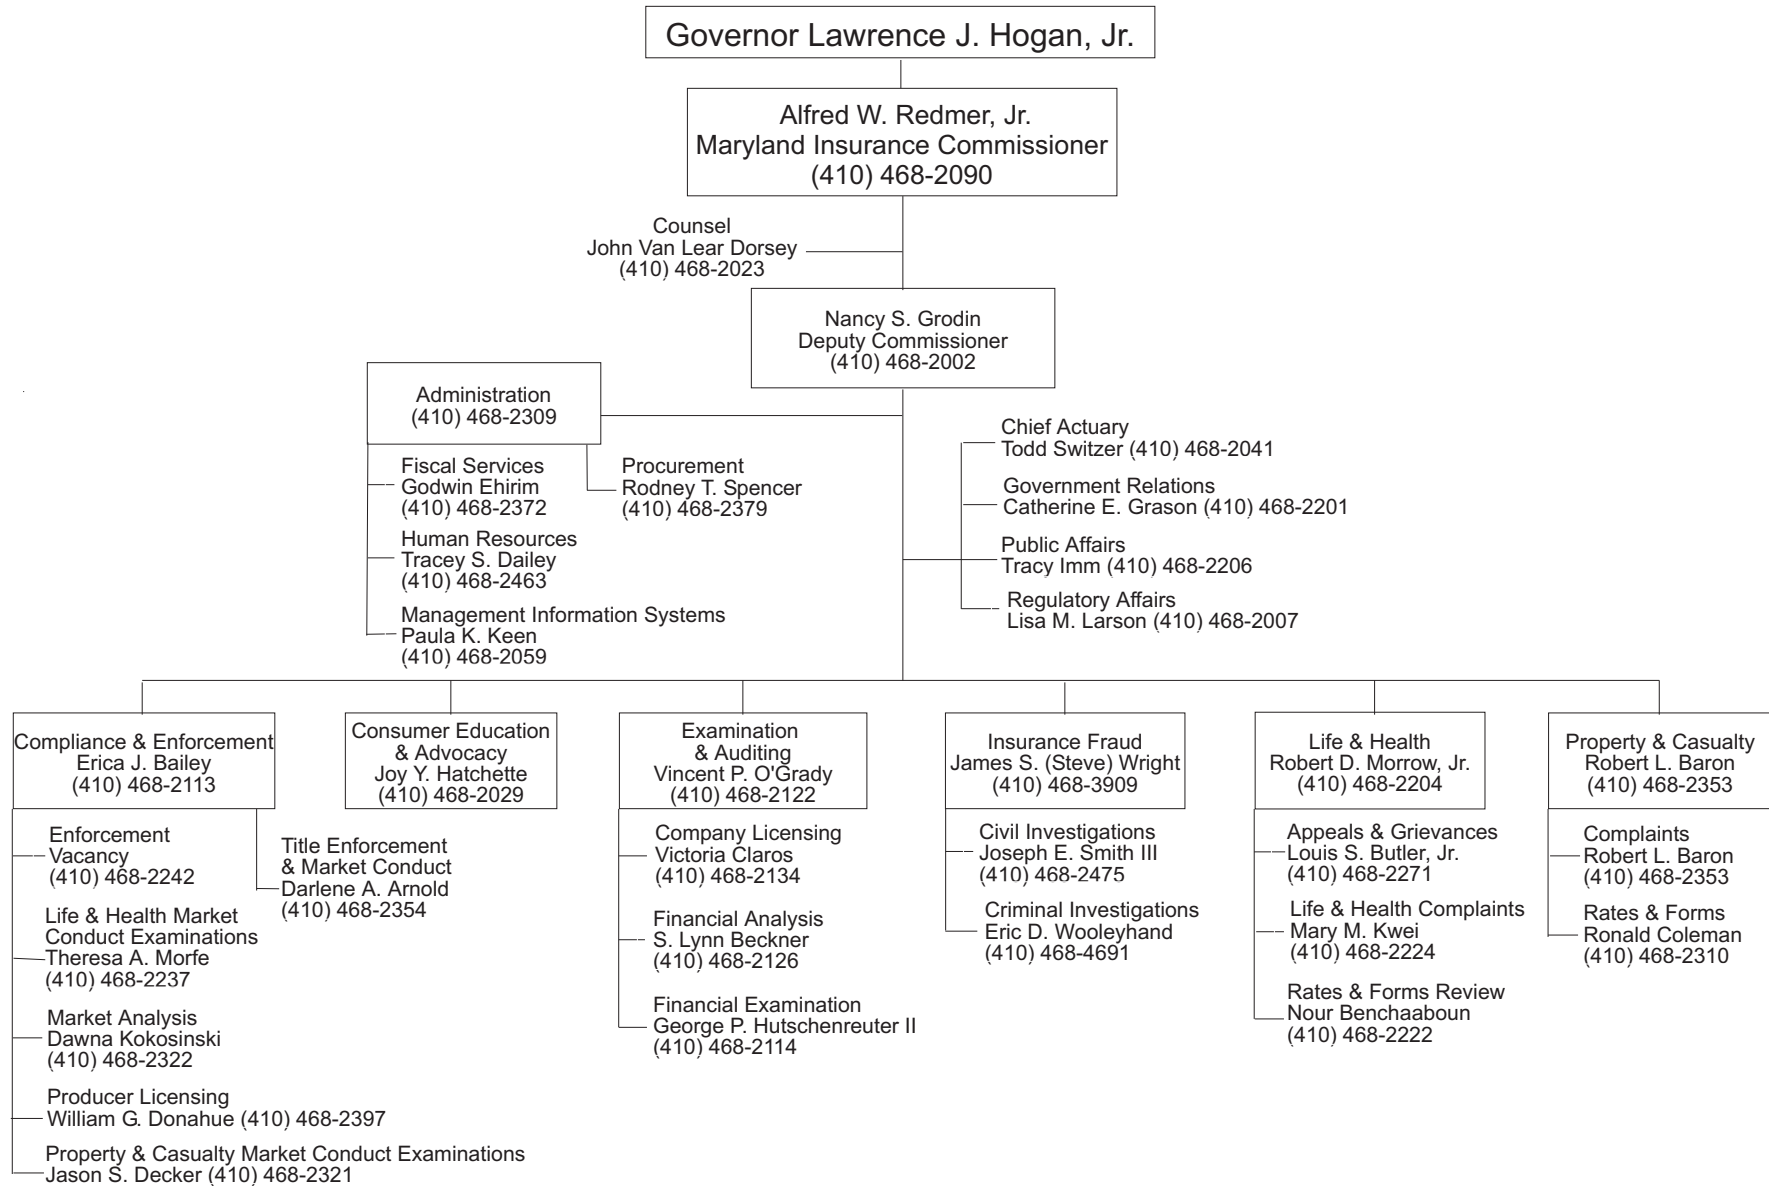 Governor Lawrence J. Hogan, Jr.
Alfred W. Redmer, Jr.
Maryland Insurance Commissioner
(410) 468-2090
Counsel
John Van Lear Dorsey
(410) 468-2023
Nancy S. Grodin
Deputy Commissioner
(410) 468-2002
Administration
(410) 468-2309
Fiscal Services
Godwin Ehirim
(410) 468-2372
Human Resources
Tracey S. Dailey
(410) 468-2463
Management Information Systems
Paula K. Keen
(410) 468-2059
Procurement
Rodney T. Spencer
(410) 468-2379
Chief Actuary
Todd Switzer (410) 468-2041
Government Relations
Catherine E. Grason (410) 468-2201
Public Affairs
Tracy Imm (410) 468-2206
Regulatory Affairs
Lisa M. Larson (410) 468-2007
Compliance & Enforcement
Erica J. Bailey
(410) 468-2113
Enforcement
Vacancy
(410) 468-2242
Life & Health Market
Conduct Examinations
Theresa A. Morfe
(410) 468-2237
Market Analysis
Dawna Kokosinski
(410) 468-2322
Producer Licensing
William G. Donahue (410) 468-2397
Property & Casualty Market Conduct Examinations
Jason S. Decker (410) 468-2321
Title Enforcement
& Market Conduct
Darlene A. Arnold
(410) 468-2354
Consumer Education
& Advocacy
Joy Y. Hatchette
(410) 468-2029
Examination
& Auditing
Vincent P. O'Grady
(410) 468-2122
Company Licensing
Victoria Claros
(410) 468-2134
Financial Analysis
S. Lynn Beckner
(410) 468-2126
Financial Examination
George P. Hutschenreuter II
(410) 468-2114
Insurance Fraud
James S. (Steve) Wright
(410) 468-3909
Civil Investigations
Joseph E. Smith III
(410) 468-2475
Criminal Investigations
Eric D. Wooleyhand
(410) 468-4691
Life & Health
Robert D. Morrow, Jr.
(410) 468-2204
Appeals & Grievances
Louis S. Butler, Jr.
(410) 468-2271
Life & Health Complaints
Mary M. Kwei
(410) 468-2224
Rates & Forms Review
Nour Benchaaboun
(410) 468-2222
Property & Casualty
Robert L. Baron
(410) 468-2353
Complaints
Robert L. Baron
(410) 468-2353
Rates & Forms
Ronald Coleman
(410) 468-2310